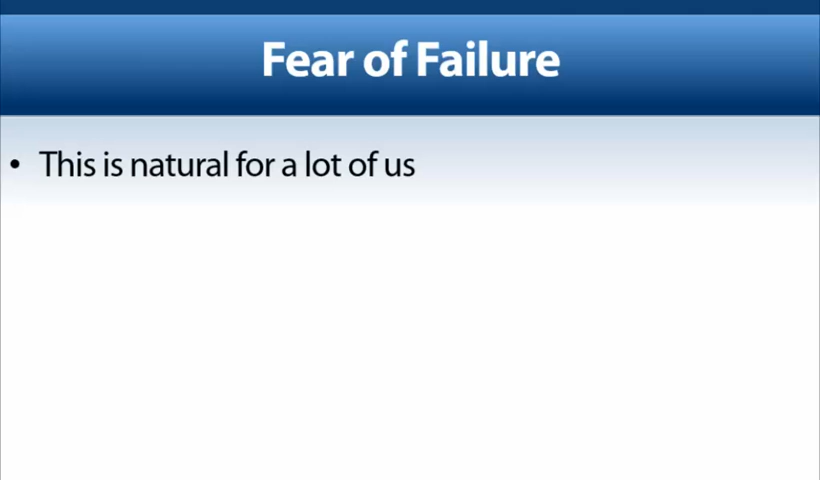 Fear of Failure
• This is natural for a lot of us